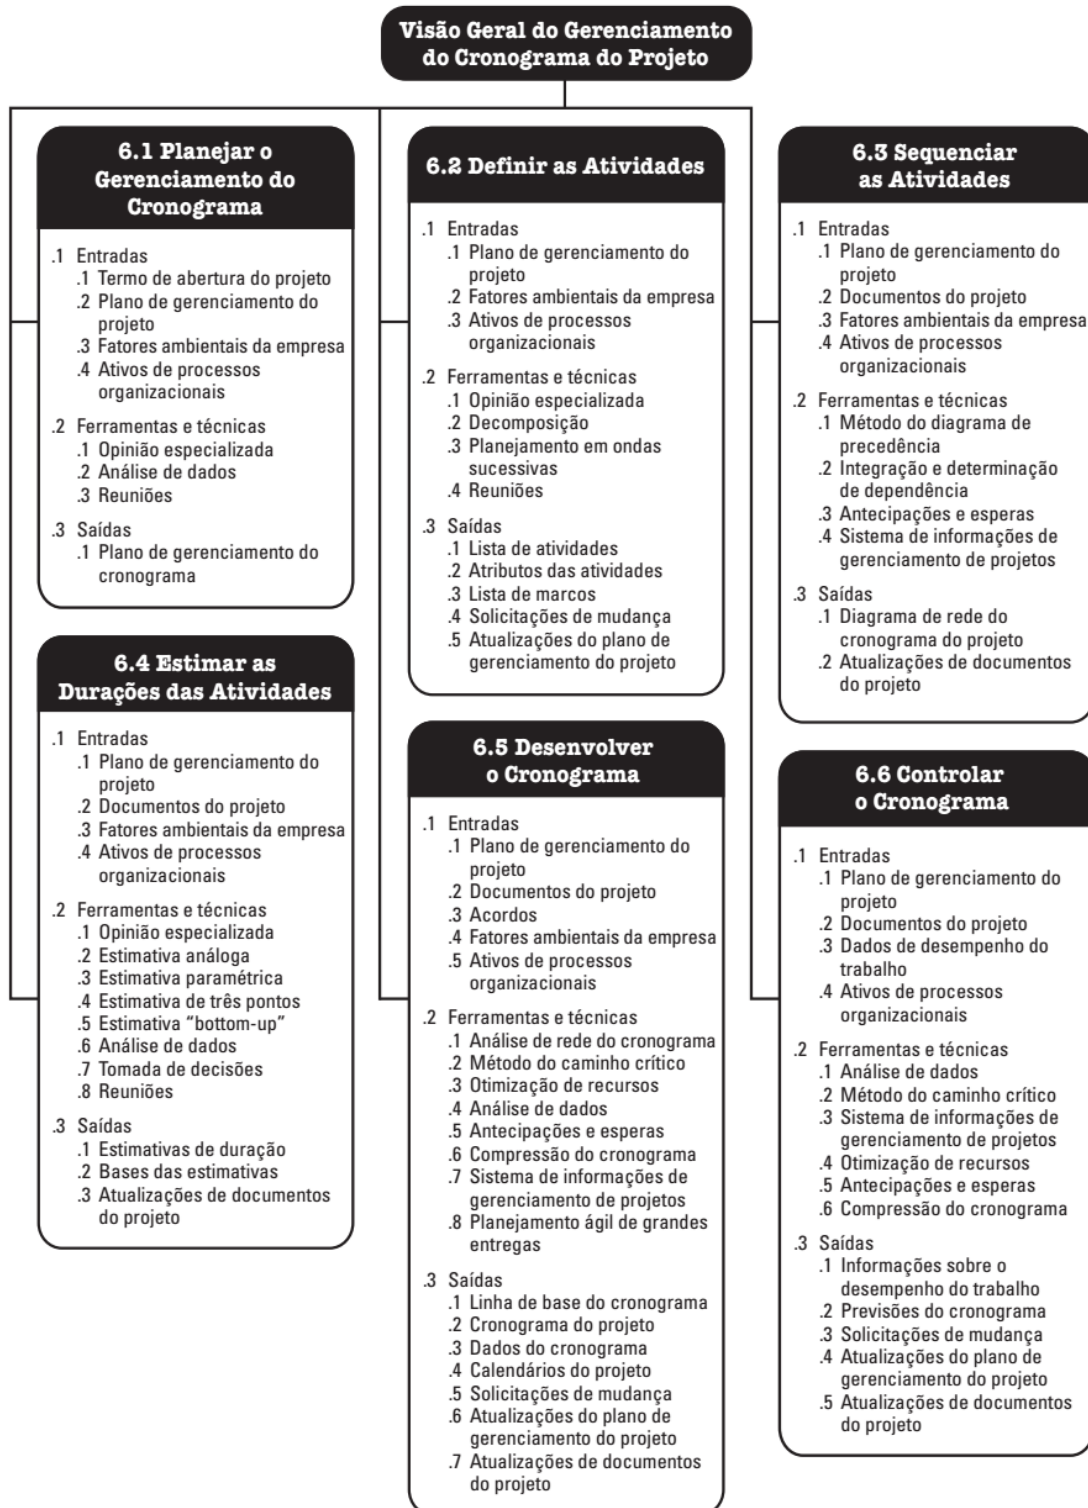 Visão Geral do Gerenciamento
do Cronograma do Projeto
6.1 Planejar o
Gerenciamento do
Cronograma
.1 Entradas
.1 Termo de abertura do projeto
.2 Plano de gerenciamento do
projeto
.3 Fatores ambientais da empresa
.4 Ativos de processos
organizacionais
.2 Ferramentas e técnicas
.1 Opinião especializada
.2 Análise de dados
.3 Reuniões
.3 Saídas
.1 Plano de gerenciamento do
cronograma
6.2 Definir as Atividades
.1 Entradas
.1 Plano de gerenciamento do
projeto
.2 Fatores ambientais da empresa
.3 Ativos de processos
organizacionais
.2 Ferramentas e técnicas
.1 Opinião especializada
.2 Decomposição
.3 Planejamento em ondas
sucessivas
.4 Reuniões
.3 Saídas
.1 Lista de atividades
.2 Atributos das atividades
.3 Lista de marcos
.4 Solicitações de mudança
.5 Atualizações do plano de
gerenciamento do projeto
6.3 Sequenciar
as Atividades
.1 Entradas
.1 Plano de gerenciamento do
projeto
.2 Documentos do projeto
.3 Fatores ambientais da empresa
.4 Ativos de processos
organizacionais
.2 Ferramentas e técnicas
.1 Método do diagrama de
precedência
.2 Integração e determinação
de dependência
.3 Antecipações e esperas
.4 Sistema de informações de
gerenciamento de projetos
.3 Saídas
.1 Diagrama de rede do
cronograma do projeto
.2 Atualizações de documentos
do projeto
6.4 Estimar as
Durações das Atividades
.1 Entradas
.1 Plano de gerenciamento do
projeto
.2 Documentos do projeto
.3 Fatores ambientais da empresa
.4 Ativos de processos
organizacionais
.2 Ferramentas e técnicas
.1 Opinião especializada
.2 Estimativa análoga
.3 Estimativa paramétrica
.4 Estimativa de três pontos
.5 Estimativa “bottom-up”
.6 Análise de dados
.7 Tomada de decisões
.8 Reuniões
.3 Saídas
.1 Estimativas de duração
.2 Bases das estimativas
.3 Atualizações de documentos
do projeto
6.5 Desenvolver
o Cronograma
.1 Entradas
.1 Plano de gerenciamento do
projeto
.2 Documentos do projeto
.3 Acordos
.4 Fatores ambientais da empresa
.5 Ativos de processos
organizacionais
.2 Ferramentas e técnicas
.1 Análise de rede do cronograma
.2 Método do caminho crítico
.3 Otimização de recursos
.4 Análise de dados
.5 Antecipações e esperas
.6 Compressão do cronograma
.7 Sistema de informações de
gerenciamento de projetos
.8 Planejamento ágil de grandes
entregas
.3 Saídas
.1 Linha de base do cronograma
.2 Cronograma do projeto
.3 Dados do cronograma
.4 Calendários do projeto
.5 Solicitações de mudança
.6 Atualizações do plano de
gerenciamento do projeto
.7 Atualizações de documentos
do projeto
6.6 Controlar
o Cronograma
.1 Entradas
.1 Plano de gerenciamento do
projeto
.2 Documentos do projeto
.3 Dados de desempenho do
trabalho
.4 Ativos de processos
organizacionais
.2 Ferramentas e técnicas
.1 Análise de dados
.2 Método do caminho crítico
.3 Sistema de informações de
gerenciamento de projetos
.4 Otimização de recursos
.5 Antecipações e esperas
.6 Compressão do cronograma
.3 Saídas
.1 Informações sobre o
desempenho do trabalho
.2 Previsões do cronograma
.3 Solicitações de mudança
.4 Atualizações do plano de
gerenciamento do projeto
.5 Atualizações de documentos
do projeto